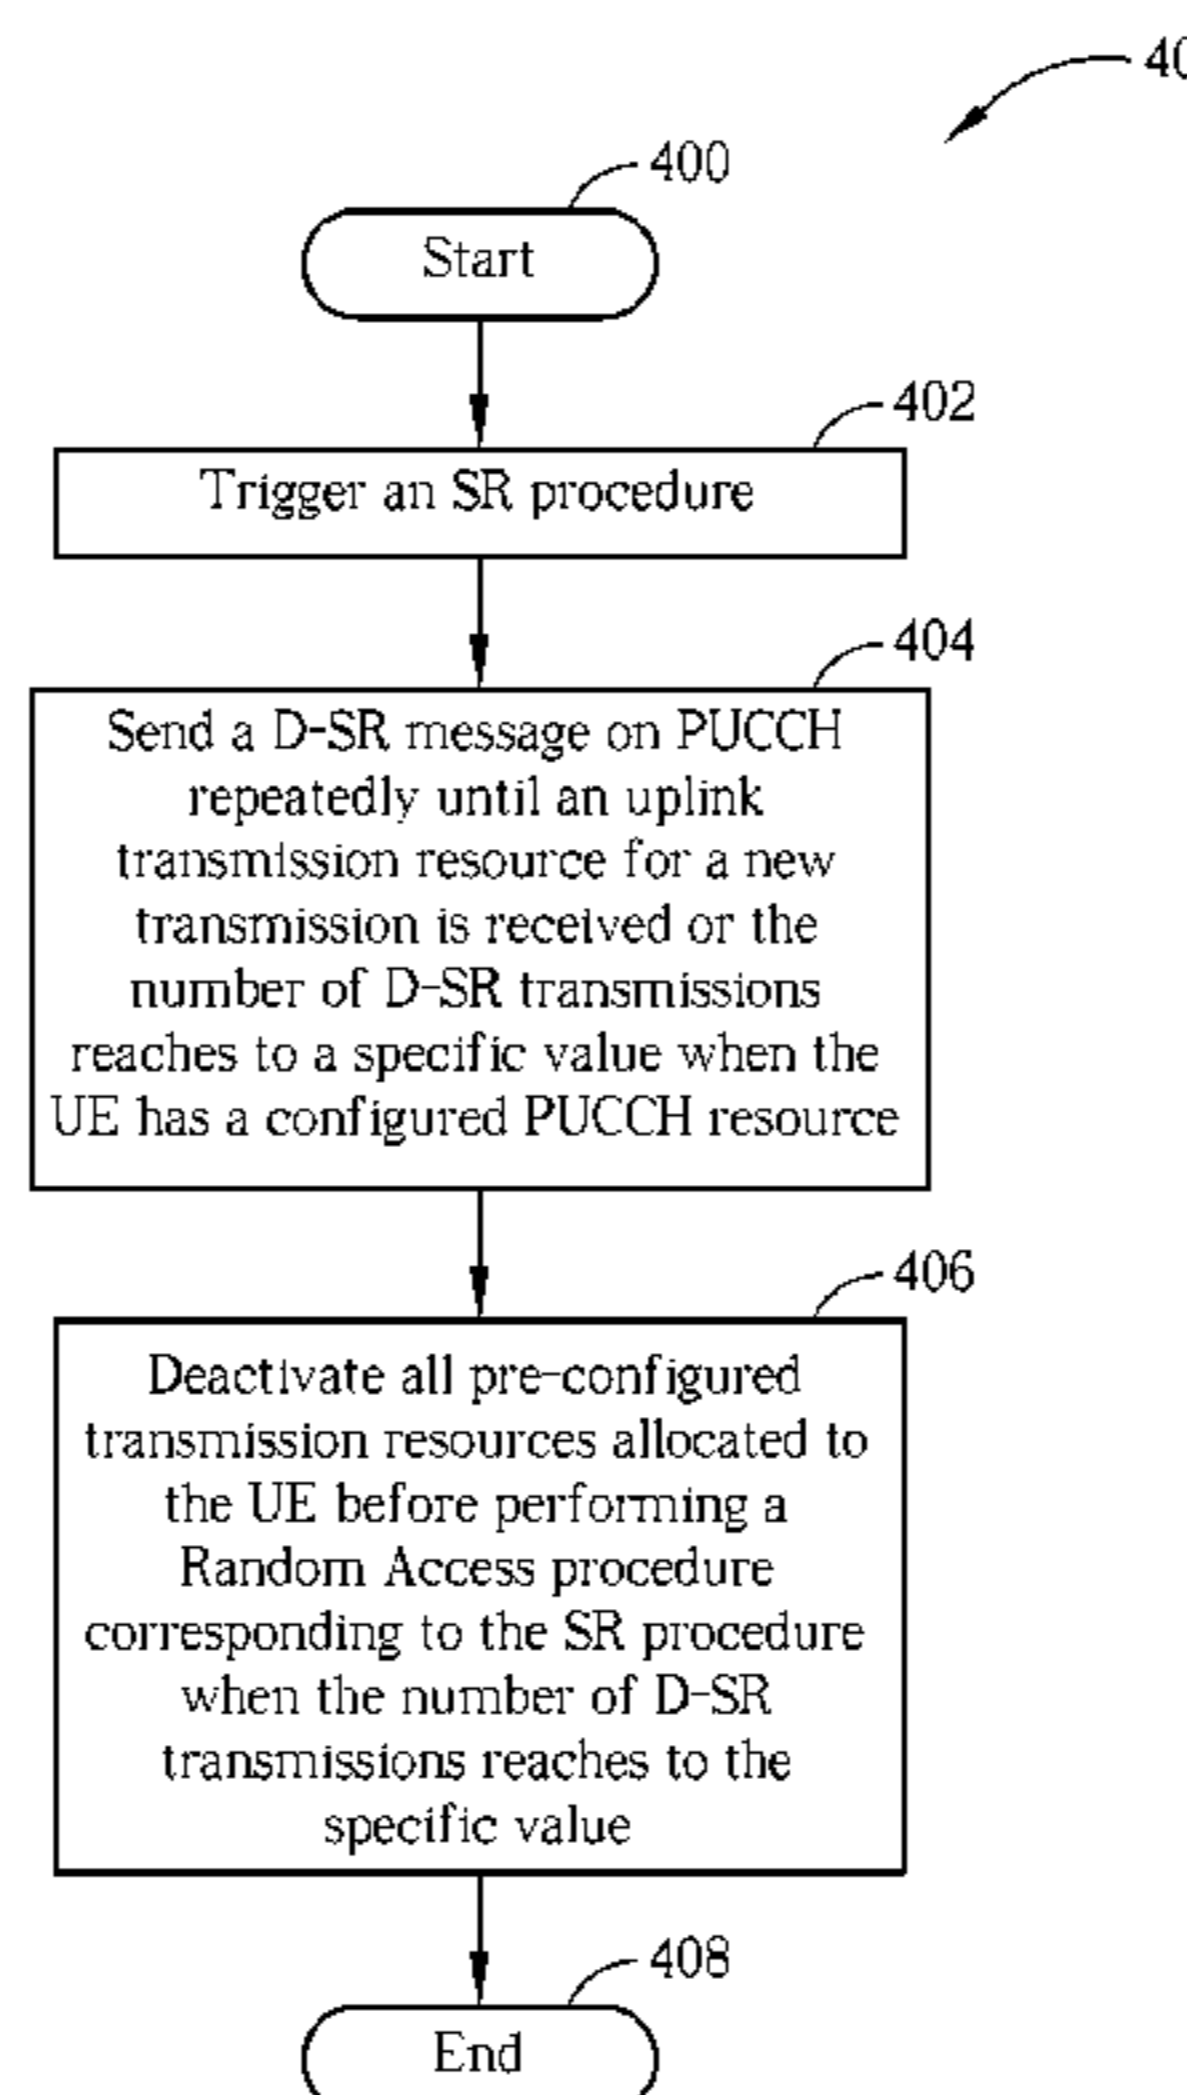 400
Start
402
Trigger an SR procedure
404
Send a D-SR message on PUCCH
repeatedly until an uplink
transmission resource for a new
transmission is received or the
number of D-SR transmissions
reaches to a specific value when the
UE has a configured PUCCH resource
406
Deactivate all pre-configured
transmission resources allocated to
the UE before performing a
Random Access procedure
corresponding to the SR procedure
when the number of D-SR
transmissions reaches to the
specific value
408
End